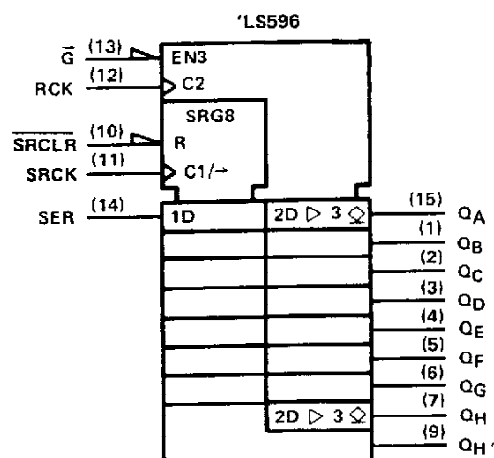 'LS596
G̅ (13) EN3
RCK (12) C2
SRG8
S̅R̅C̅L̅R̅ (10) R
SRCK (11) C1/→
SER (14) 1D 2D ▷ 3 ◇ (15) QA
(1) QB
(2) QC
(3) QD
(4) QE
(5) QF
(6) QG
2D ▷ 3 ◇ (7) QH
(9) QH'